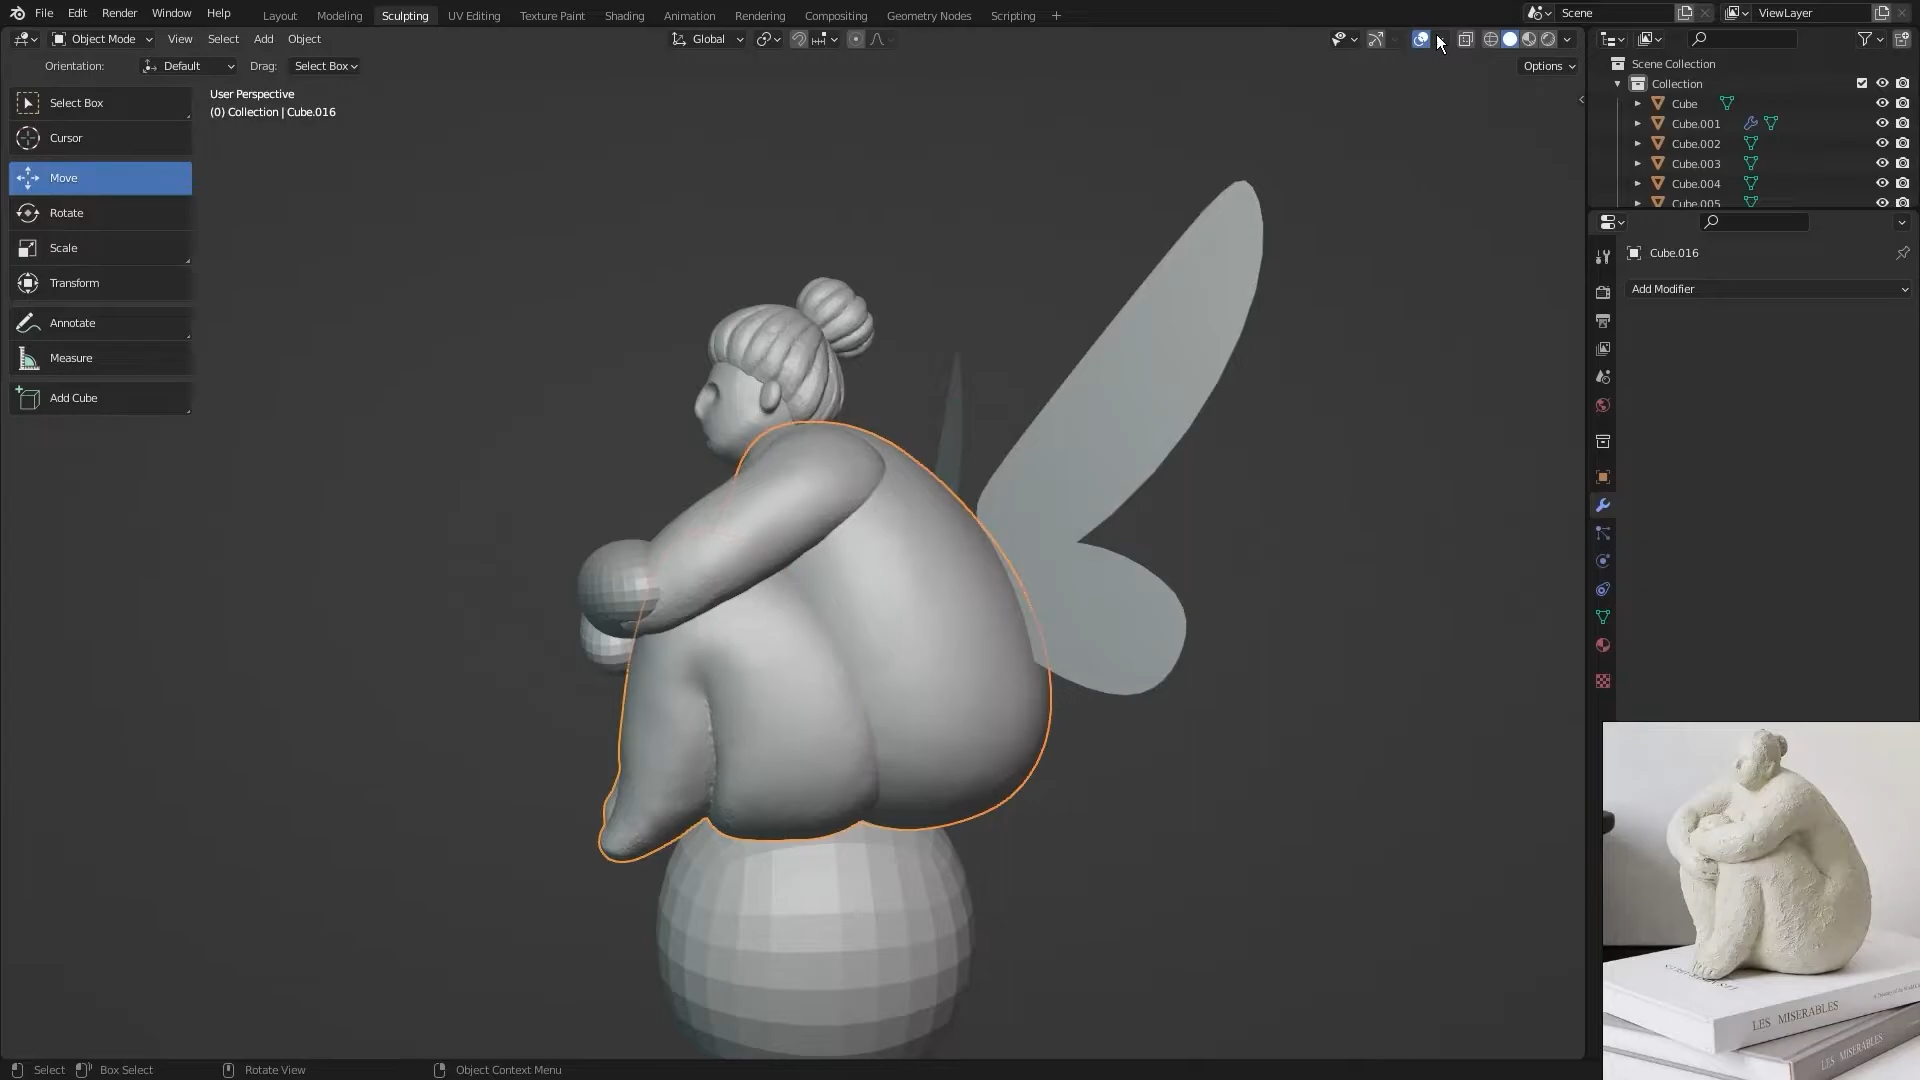 File Edit Render Window Help
Layout Modeling Sculpting UV Editing Texture Paint Shading Animation Rendering Compositing Geometry Nodes Scripting +
Scene
ViewLayer
Object Mode View Select Add Object
Global
Orientation: Default Drag: Select Box
Options
User Perspective
(0) Collection | Cube.016
Select Box
Cursor
Move
Rotate
Scale
Transform
Annotate
Measure
Add Cube
Scene Collection
Collection
Cube
Cube.001
Cube.002
Cube.003
Cube.004
Cube.005
Cube.016
Add Modifier
LES MISERABLES
LES MISERABLES
Select Box Select Rotate View Object Context Menu